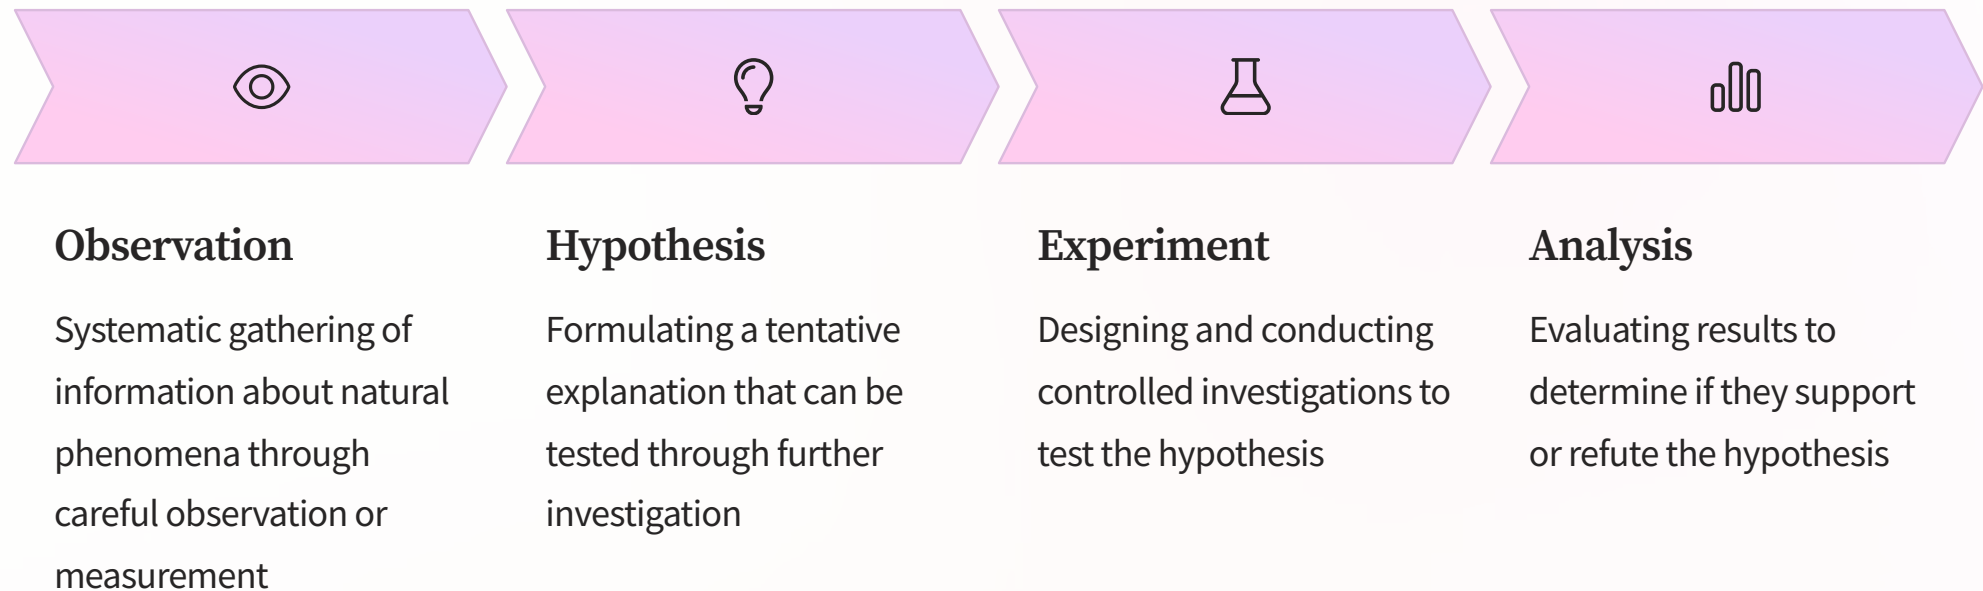 Observation
Systematic gathering of
information about natural
phenomena through
careful observation or
measurement
Hypothesis
Formulating a tentative
explanation that can be
tested through further
investigation
Experiment
Designing and conducting
controlled investigations to
test the hypothesis
Analysis
Evaluating results to
determine if they support
or refute the hypothesis